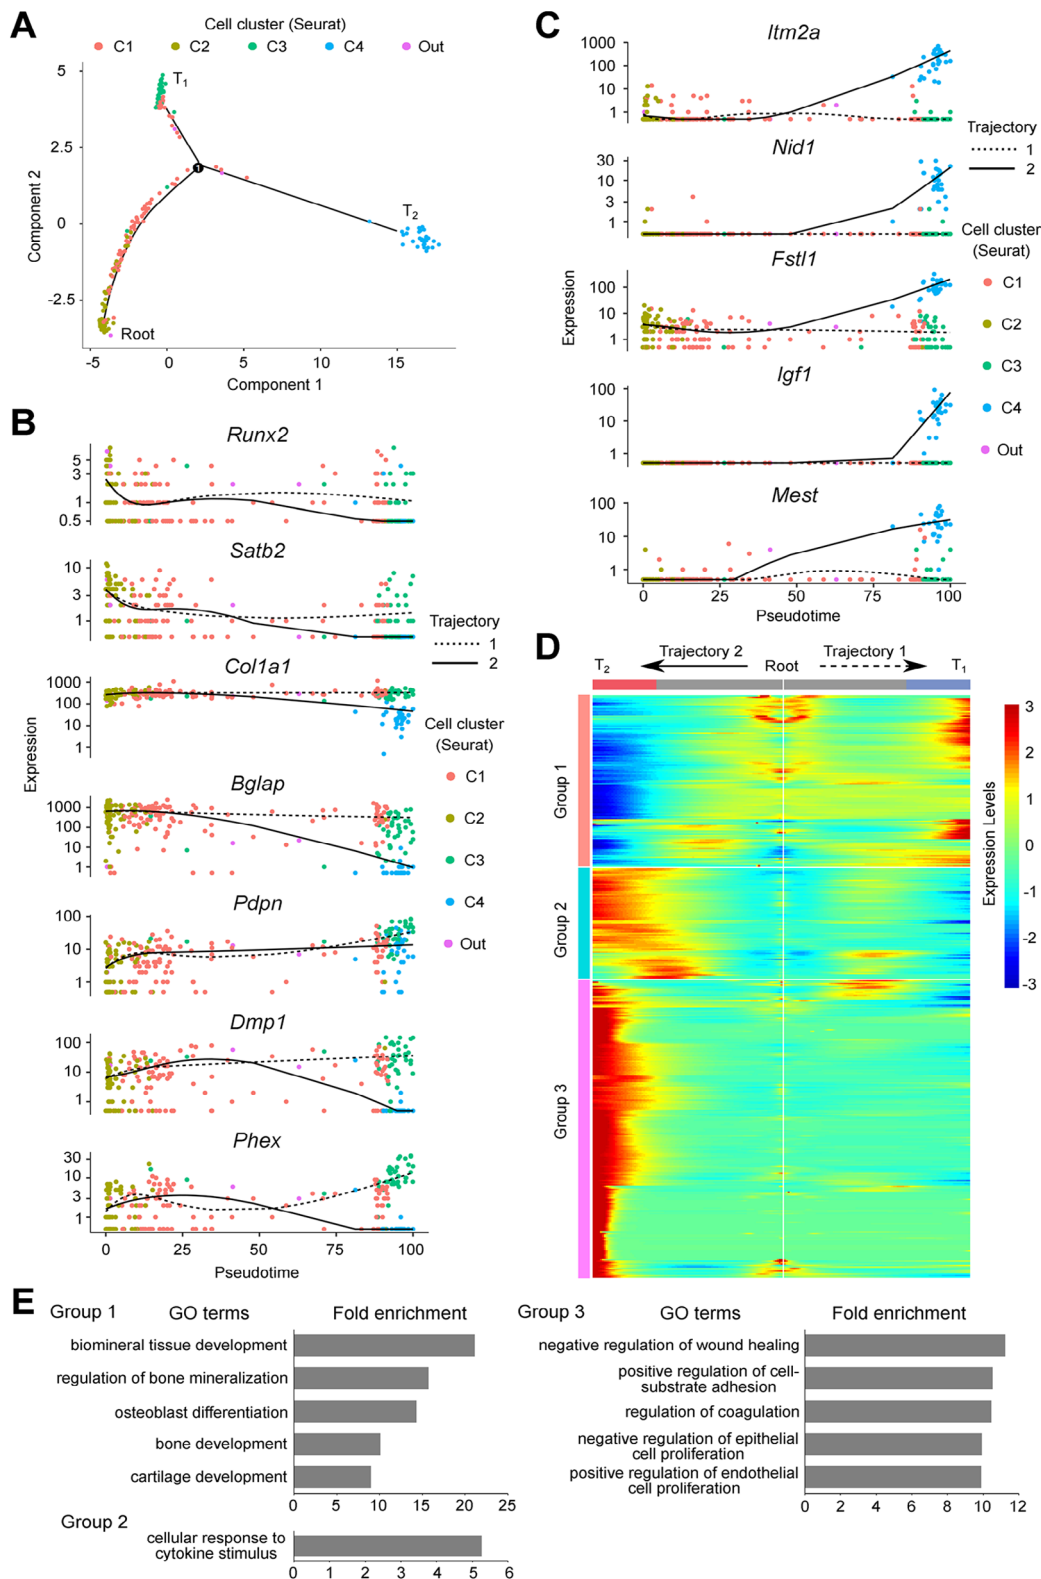 A
Cell cluster (Seurat)
C1 C2 C3 C4 Out
5
2.5
0
-2.5
Component 2
T1
1
T2
Root
-5 0 5 10 15
Component 1
B
Runx2
5
3
1
0.5
Satb2
10
3
1
Col1a1
1000
100
10
1
Bglap
1000
100
10
1
Pdpn
100
10
1
Dmp1
100
10
1
Phex
30
10
3
1
Expression
0 25 50 75 100
Pseudotime
Trajectory
1
2
Cell cluster
(Seurat)
C1
C2
C3
C4
Out
C
Itm2a
1000
100
10
1
Nid1
30
10
3
1
Fstl1
100
10
1
Igf1
100
10
1
Mest
100
10
1
Expression
0 25 50 75 100
Pseudotime
Trajectory
1
2
Cell cluster
(Seurat)
C1
C2
C3
C4
Out
D
T2 Trajectory 2 Root Trajectory 1 T1
Group 1
Group 2
Group 3
3
2
1
0
-1
-2
-3
Expression Levels
E
Group 1 GO terms Fold enrichment
biomineral tissue development
regulation of bone mineralization
osteoblast differentiation
bone development
cartilage development
0 5 10 15 20 25
Group 2
cellular response to
cytokine stimulus
0 1 2 3 4 5 6
Group 3 GO terms Fold enrichment
negative regulation of wound healing
positive regulation of cell-
substrate adhesion
regulation of coagulation
negative regulation of epithelial
cell proliferation
positive regulation of endothelial
cell proliferation
0 2 4 6 8 10 12